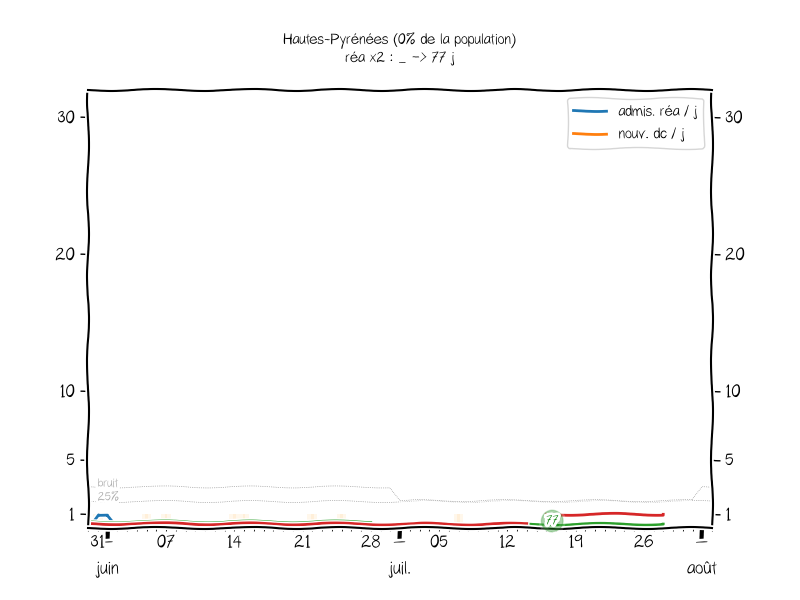 Hautes-Pyrénées (0% de la population)
réa x2 : _ -> 77 j
admis. réa / j
nouv. dc / j
30
30
20
20
10
10
5
5
bruit
25%
1
1
77
31 07 14 21 28 05 12 19 26
juin juil. août